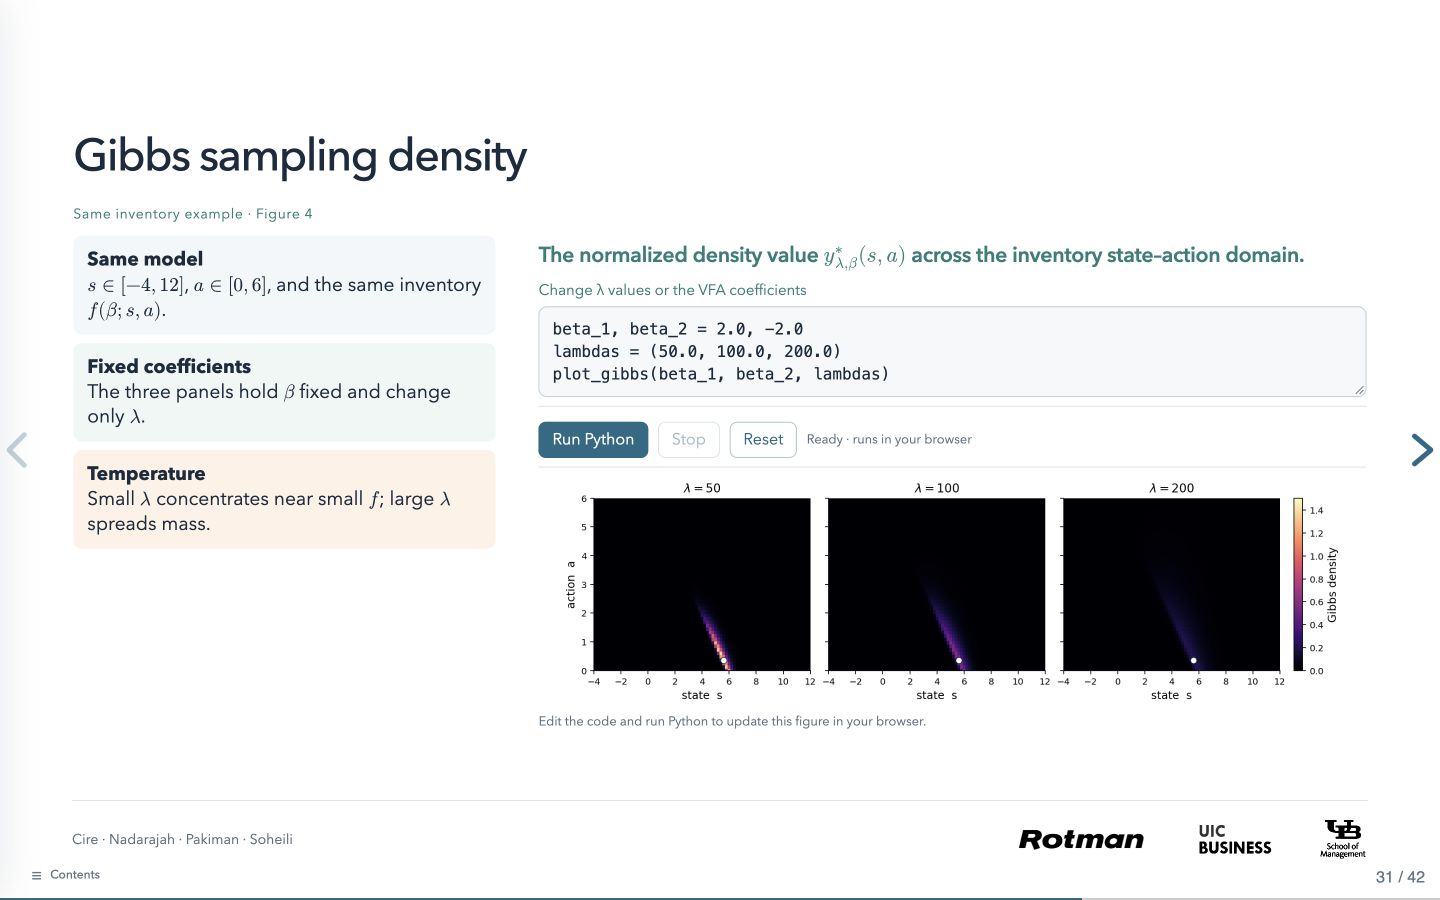 Gibbs sampling density
Same inventory example · Figure 4
Same model
s ∈ [−4, 12], a ∈ [0, 6], and the same inventory
f(β; s, a).
Fixed coefficients
The three panels hold β fixed and change
only λ.
Temperature
Small λ concentrates near small f; large λ
spreads mass.
The normalized density value y*λ,β(s, a) across the inventory state–action domain.
Change λ values or the VFA coefficients
beta_1, beta_2 = 2.0, -2.0
lambdas = (50.0, 100.0, 200.0)
plot_gibbs(beta_1, beta_2, lambdas)
Run Python Stop Reset Ready · runs in your browser
λ = 50 λ = 100 λ = 200
6
5
4
3
2
1
0
action a
−4 −2 0 2 4 6 8 10 12
state s
−4 −2 0 2 4 6 8 10 12
state s
−4 −2 0 2 4 6 8 10 12
state s
1.4
1.2
1.0
0.8
0.6
0.4
0.2
0.0
Gibbs density
Edit the code and run Python to update this figure in your browser.
Cire · Nadarajah · Pakiman · Soheili
Rotman
UIC
BUSINESS
UB
School of
Management
≡ Contents
31 / 42